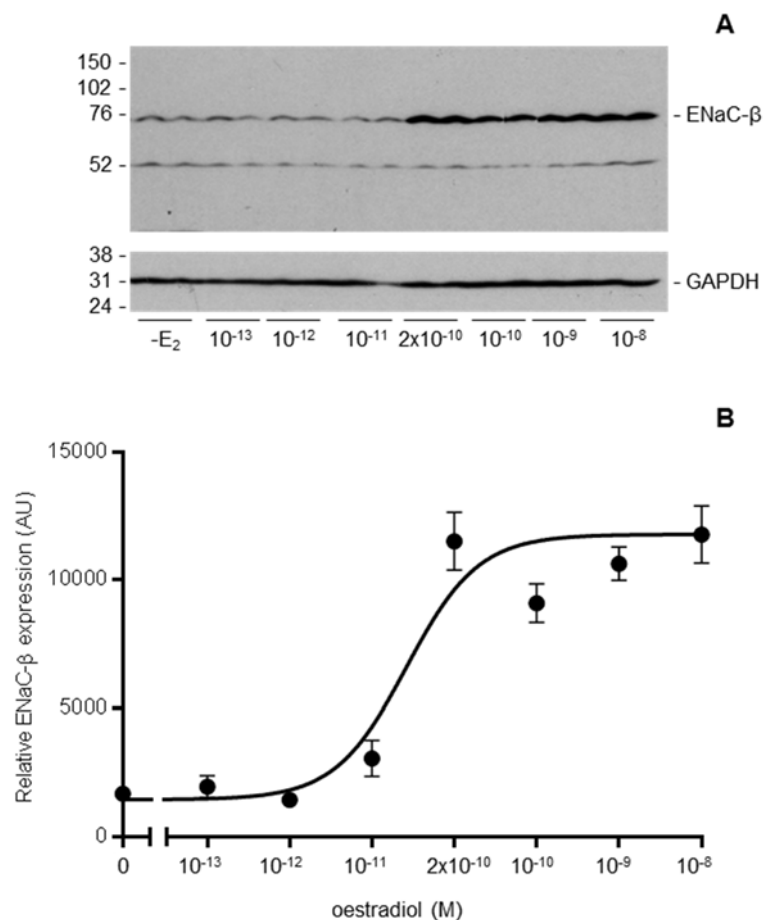 A
150 -
102 -
76 -
52 -
- ENaC-β
38 -
31 -
24 -
- GAPDH
-E₂ 10⁻¹³ 10⁻¹² 10⁻¹¹ 2x10⁻¹⁰ 10⁻¹⁰ 10⁻⁹ 10⁻⁸
B
Relative ENaC-β expression (AU)
15000
10000
5000
0
0 10⁻¹³ 10⁻¹² 10⁻¹¹ 2x10⁻¹⁰ 10⁻¹⁰ 10⁻⁹ 10⁻⁸
oestradiol (M)